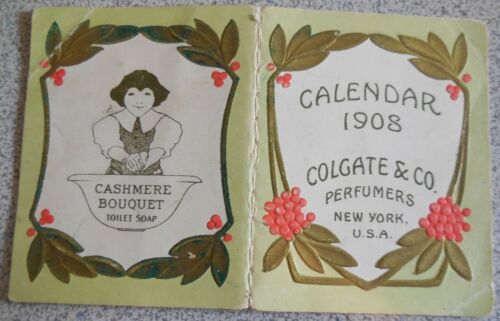 CASHMERE
BOUQUET
TOILET SOAP
CALENDAR
1908
COLGATE & CO.
PERFUMERS
NEW YORK,
U.S.A.